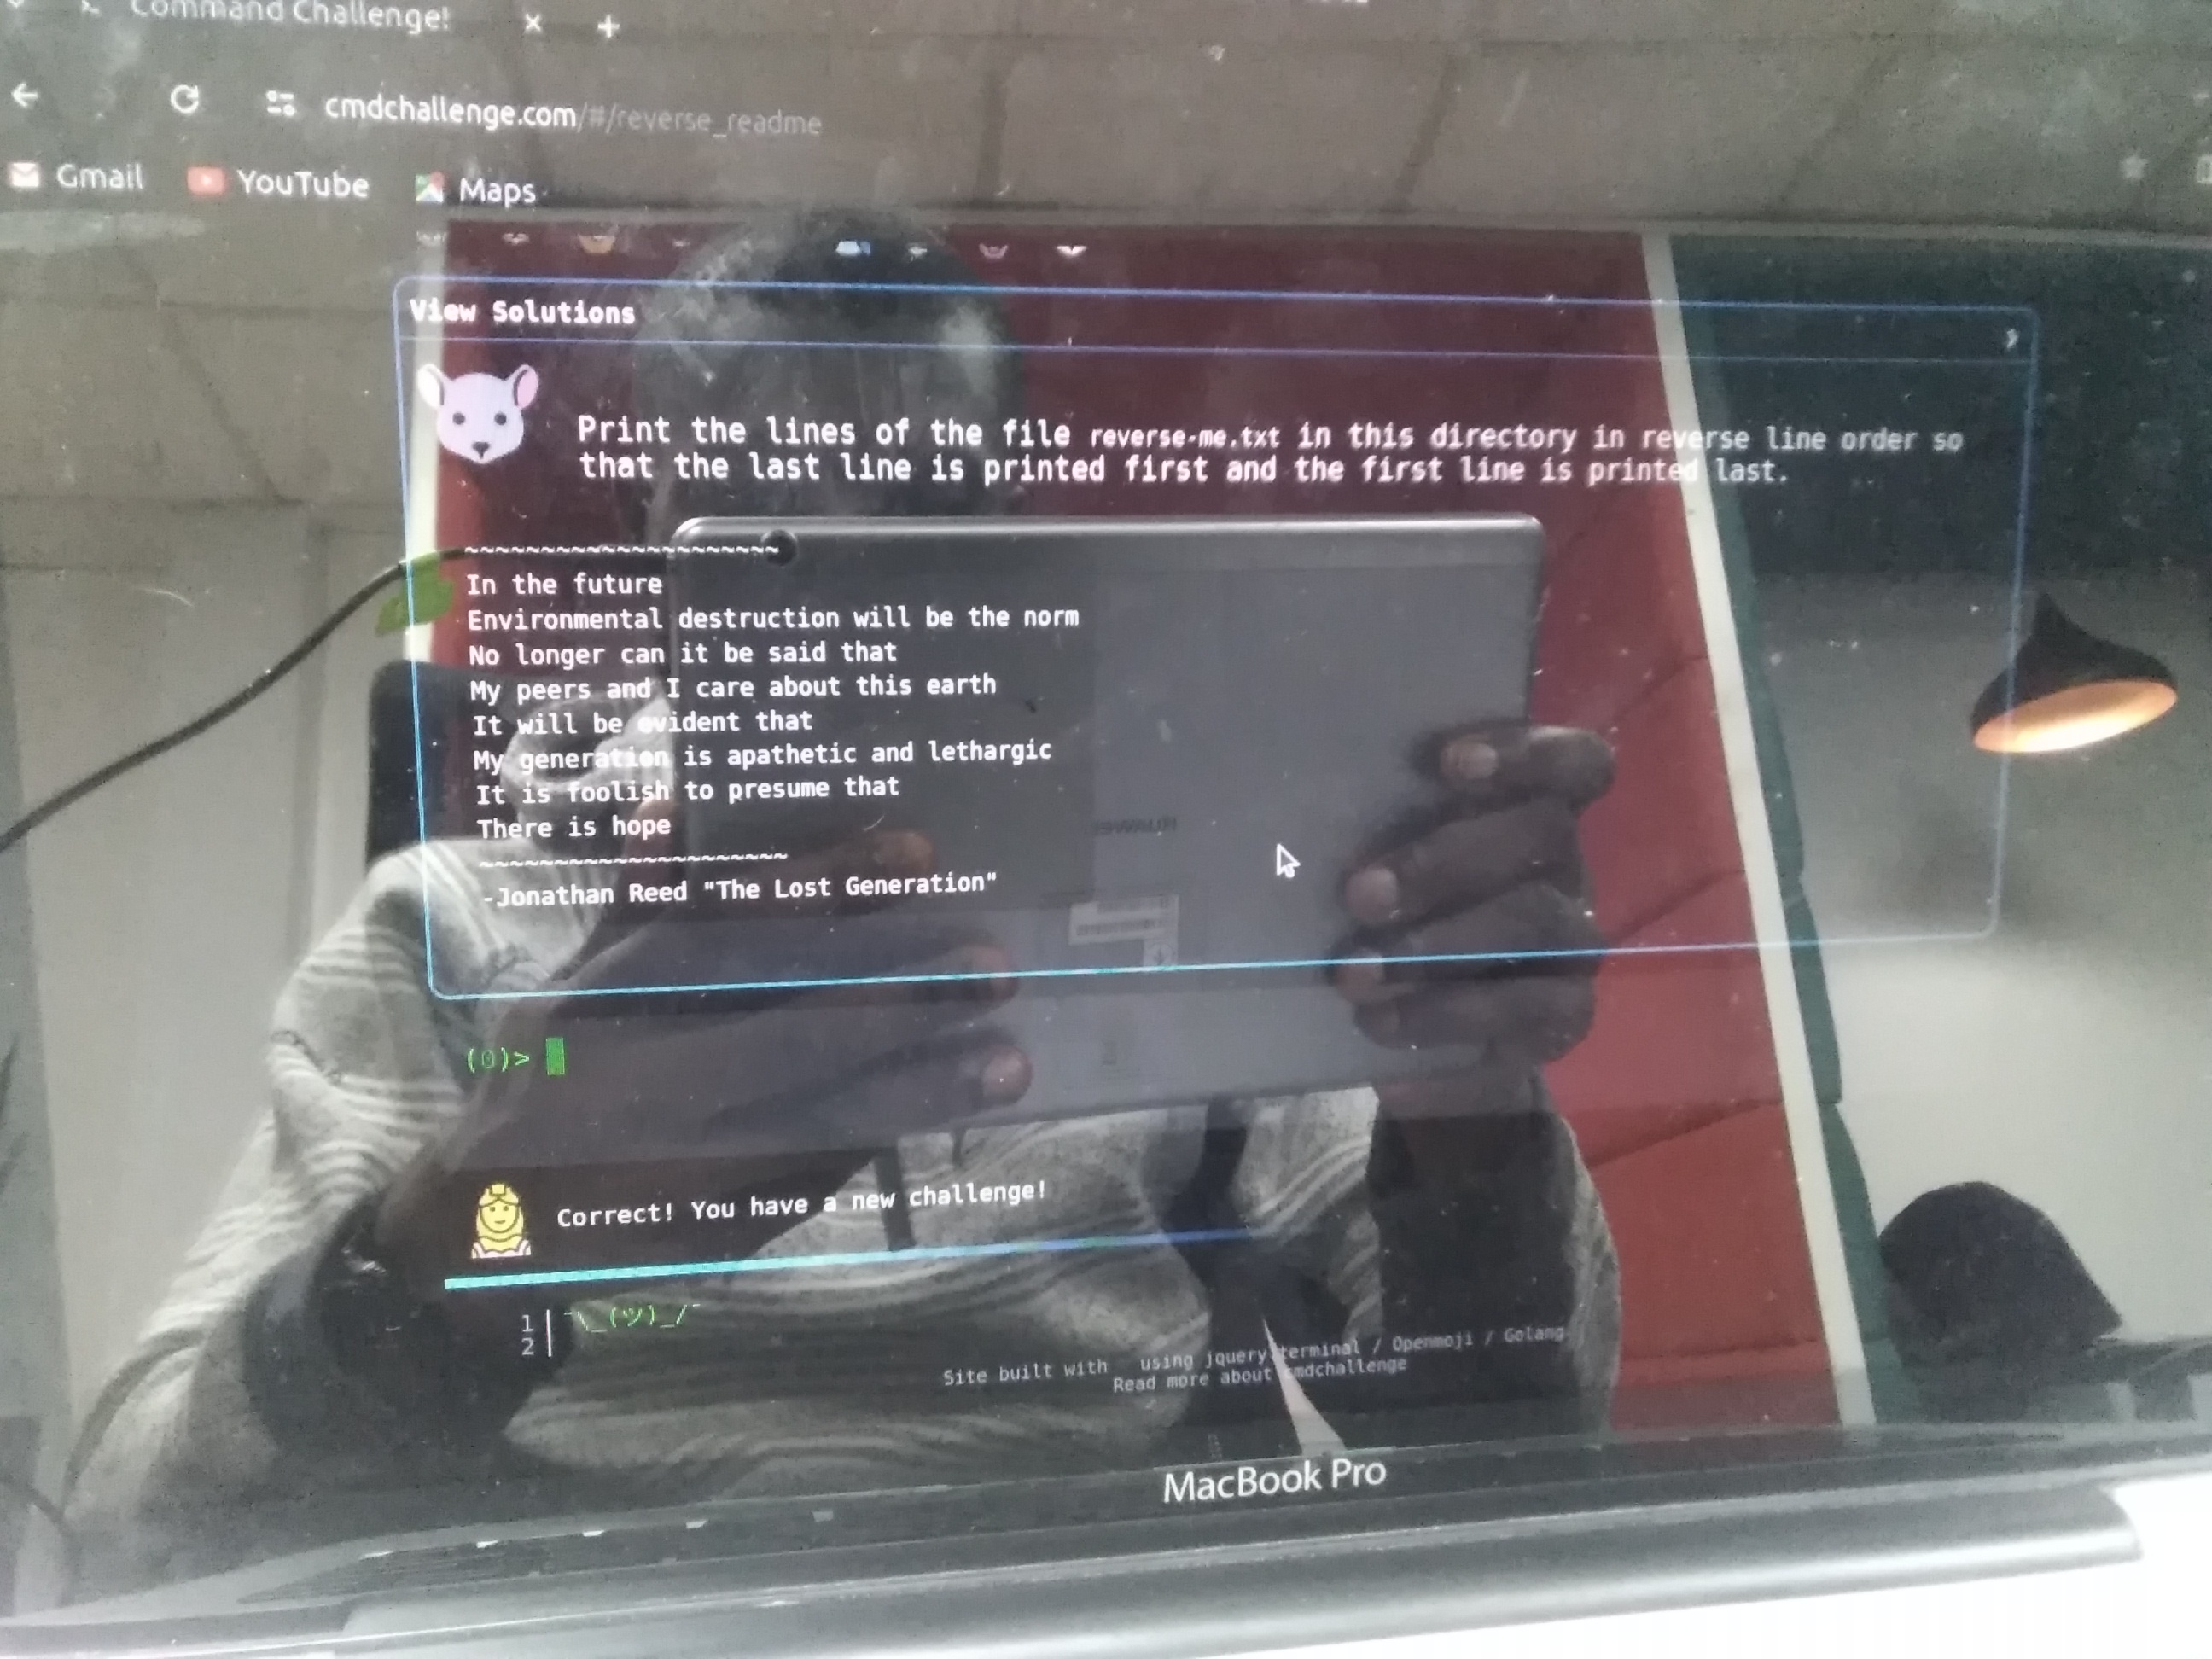 Command Challenge!
cmdchallenge.com/#/reverse_readme
Gmail YouTube Maps
View Solutions
Print the lines of the file reverse-me.txt in this directory in reverse line order so
that the last line is printed first and the first line is printed last.
~~~~~~~~~~~~~~~~~~~~~
In the future
Environmental destruction will be the norm
No longer can it be said that
My peers and I care about this earth
It will be evident that
My generation is apathetic and lethargic
It is foolish to presume that
There is hope
~~~~~~~~~~~~~~~~~~~~~
-Jonathan Reed "The Lost Generation"
(0)>
Correct! You have a new challenge!
1 ¯\_(ツ)_/¯
2
Site built with using jquery terminal / Openmoji / Golang
Read more about cmdchallenge
MacBook Pro